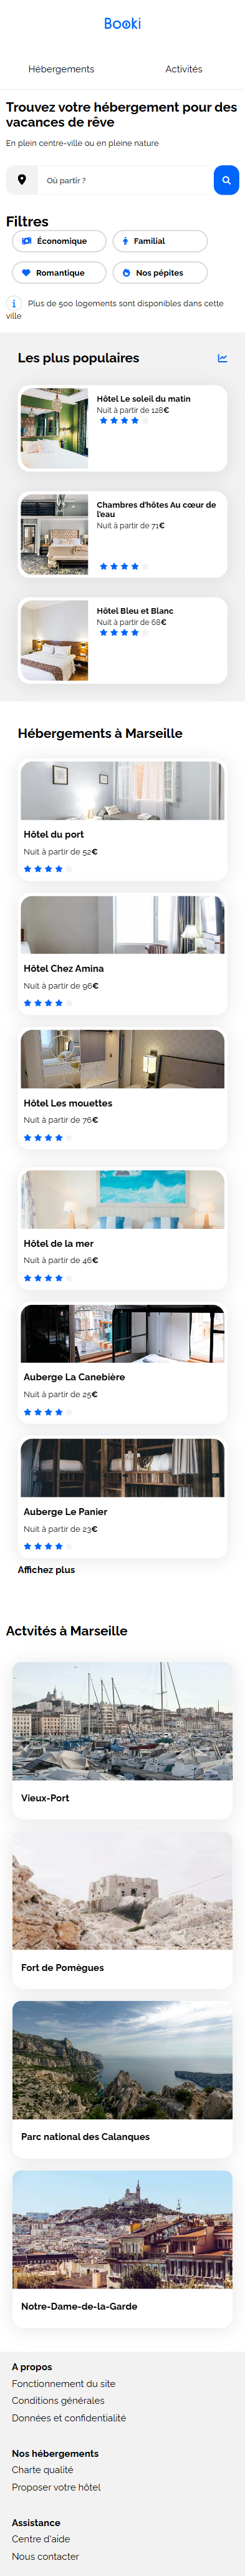 Booki
Hébergements
Activités
Trouvez votre hébergement pour des
vacances de rêve
En plein centre-ville ou en pleine nature
Où partir ?
Filtres
Économique
Familial
Romantique
Nos pépites
Plus de 500 logements sont disponibles dans cette
ville
Les plus populaires
Hôtel Le soleil du matin
Nuit à partir de 128€
Chambres d'hôtes Au cœur de
l'eau
Nuit à partir de 71€
Hôtel Bleu et Blanc
Nuit à partir de 68€
Hébergements à Marseille
Hôtel du port
Nuit à partir de 52€
Hôtel Chez Amina
Nuit à partir de 96€
Hôtel Les mouettes
Nuit à partir de 76€
Hôtel de la mer
Nuit à partir de 46€
Auberge La Canebière
Nuit à partir de 25€
Auberge Le Panier
Nuit à partir de 23€
Affichez plus
Actvités à Marseille
Vieux-Port
Fort de Pomègues
Parc national des Calanques
Notre-Dame-de-la-Garde
A propos
Fonctionnement du site
Conditions générales
Données et confidentialité
Nos hébergements
Charte qualité
Proposer votre hôtel
Assistance
Centre d'aide
Nous contacter